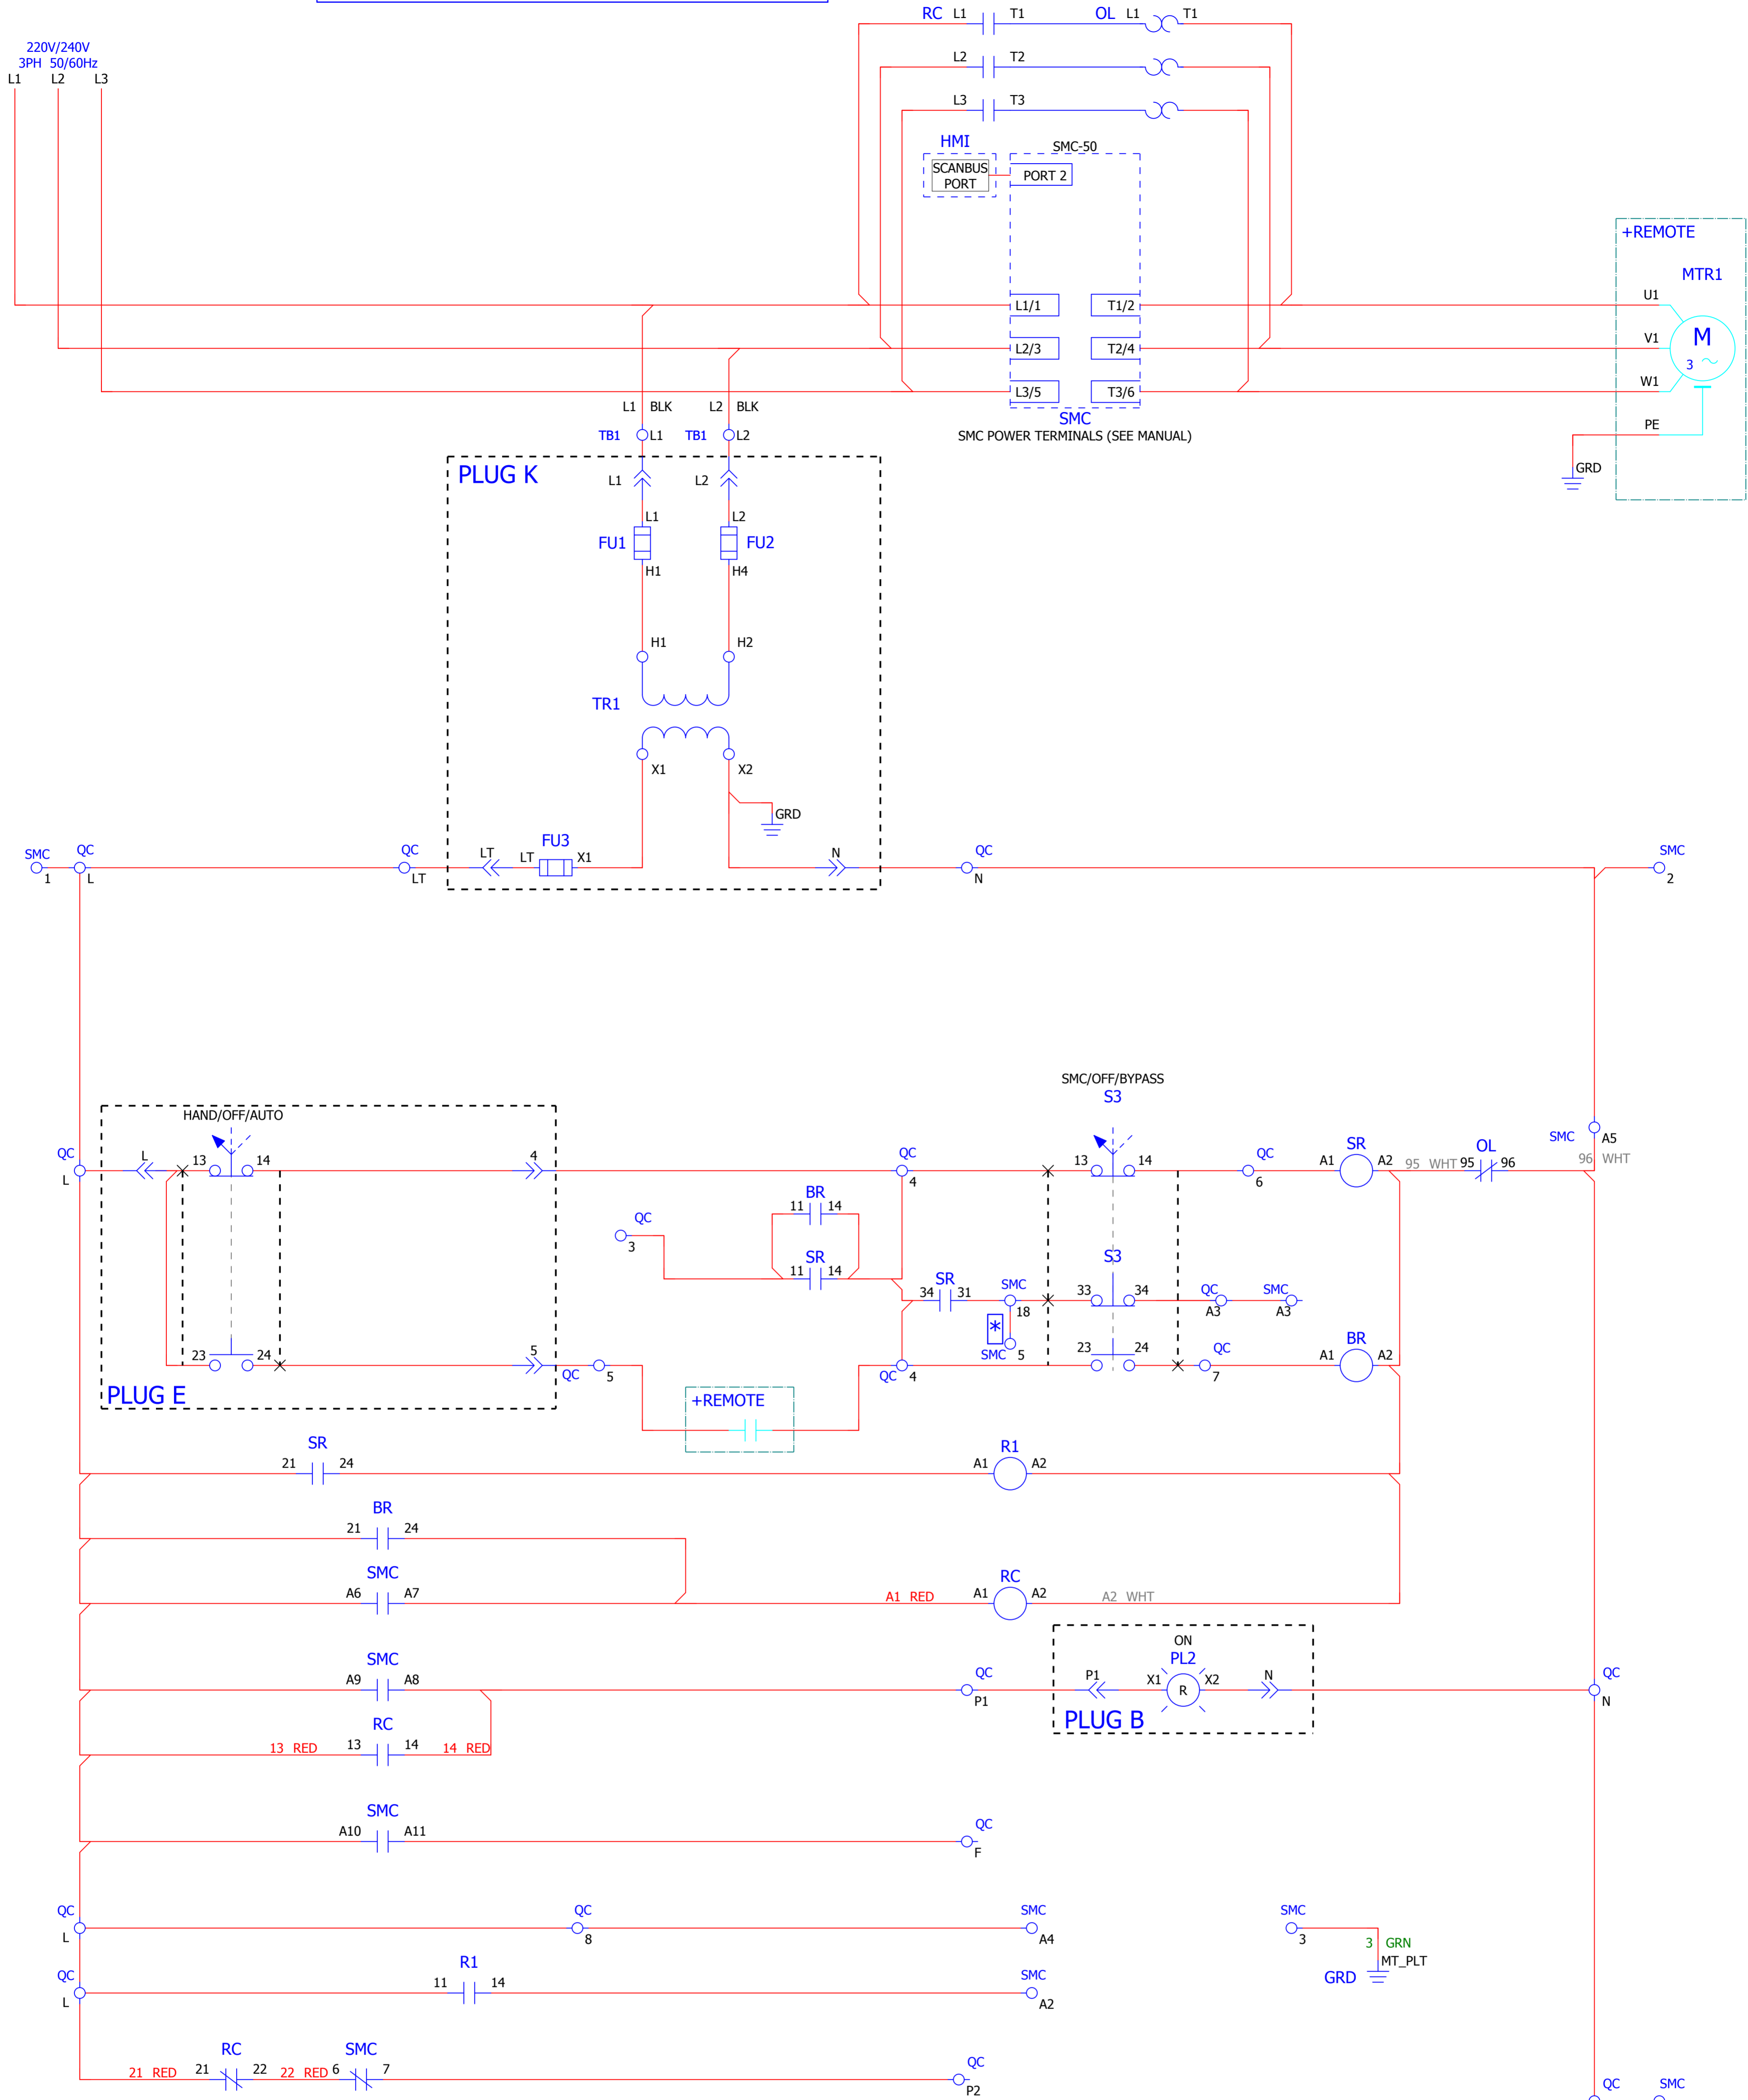 RC L1 T1 OL L1 T1
220V/240V
3PH 50/60Hz
L1 L2 L3
L2 T2
L3 T3
HMI
SMC-50
SCANBUS
PORT
PORT 2
+REMOTE
MTR1
L1/1 T1/2 U1
L2/3 T2/4 V1
M
3
L3/5 T3/6 W1
L1 BLK L2 BLK
SMC
SMC POWER TERMINALS (SEE MANUAL)
PE
TB1 L1 TB1 L2
GRD
PLUG K
L1 L2
L1 L2
FU1 FU2
H1 H4
H1 H2
TR1
X1 X2
GRD
FU3
SMC QC QC LT LT X1 N QC SMC
1 L LT N 2
SMC/OFF/BYPASS
S3
HAND/OFF/AUTO
SMC A5
QC L 13 14 4 QC 13 14 QC SR A1 A2 95 WHT 95 OL 96 96 WHT
L 4 6
BR
11 14
QC
3
SR
11 14
S3
SR
34 31 SMC 33 34 QC SMC
18 A3 A3
*
SMC 5
23 24 5 QC 5 QC 4 23 24 QC 7 BR A1 A2
PLUG E
+REMOTE
SR
21 24
R1
A1 A2
BR
21 24
SMC
A6 A7
A1 RED
RC
A1 A2
A2 WHT
SMC
A9 A8
QC
P1
ON
PL2
P1 X1 R X2 N
PLUG B
QC
N
RC
13 RED 13 14 14 RED
SMC
A10 A11
QC
F
QC QC SMC SMC
L 8 A4 3
3 GRN
MT_PLT
GRD
QC R1 SMC
L 11 14 A2
RC SMC
21 RED 21 22 22 RED 6 7
QC
P2
QC SMC